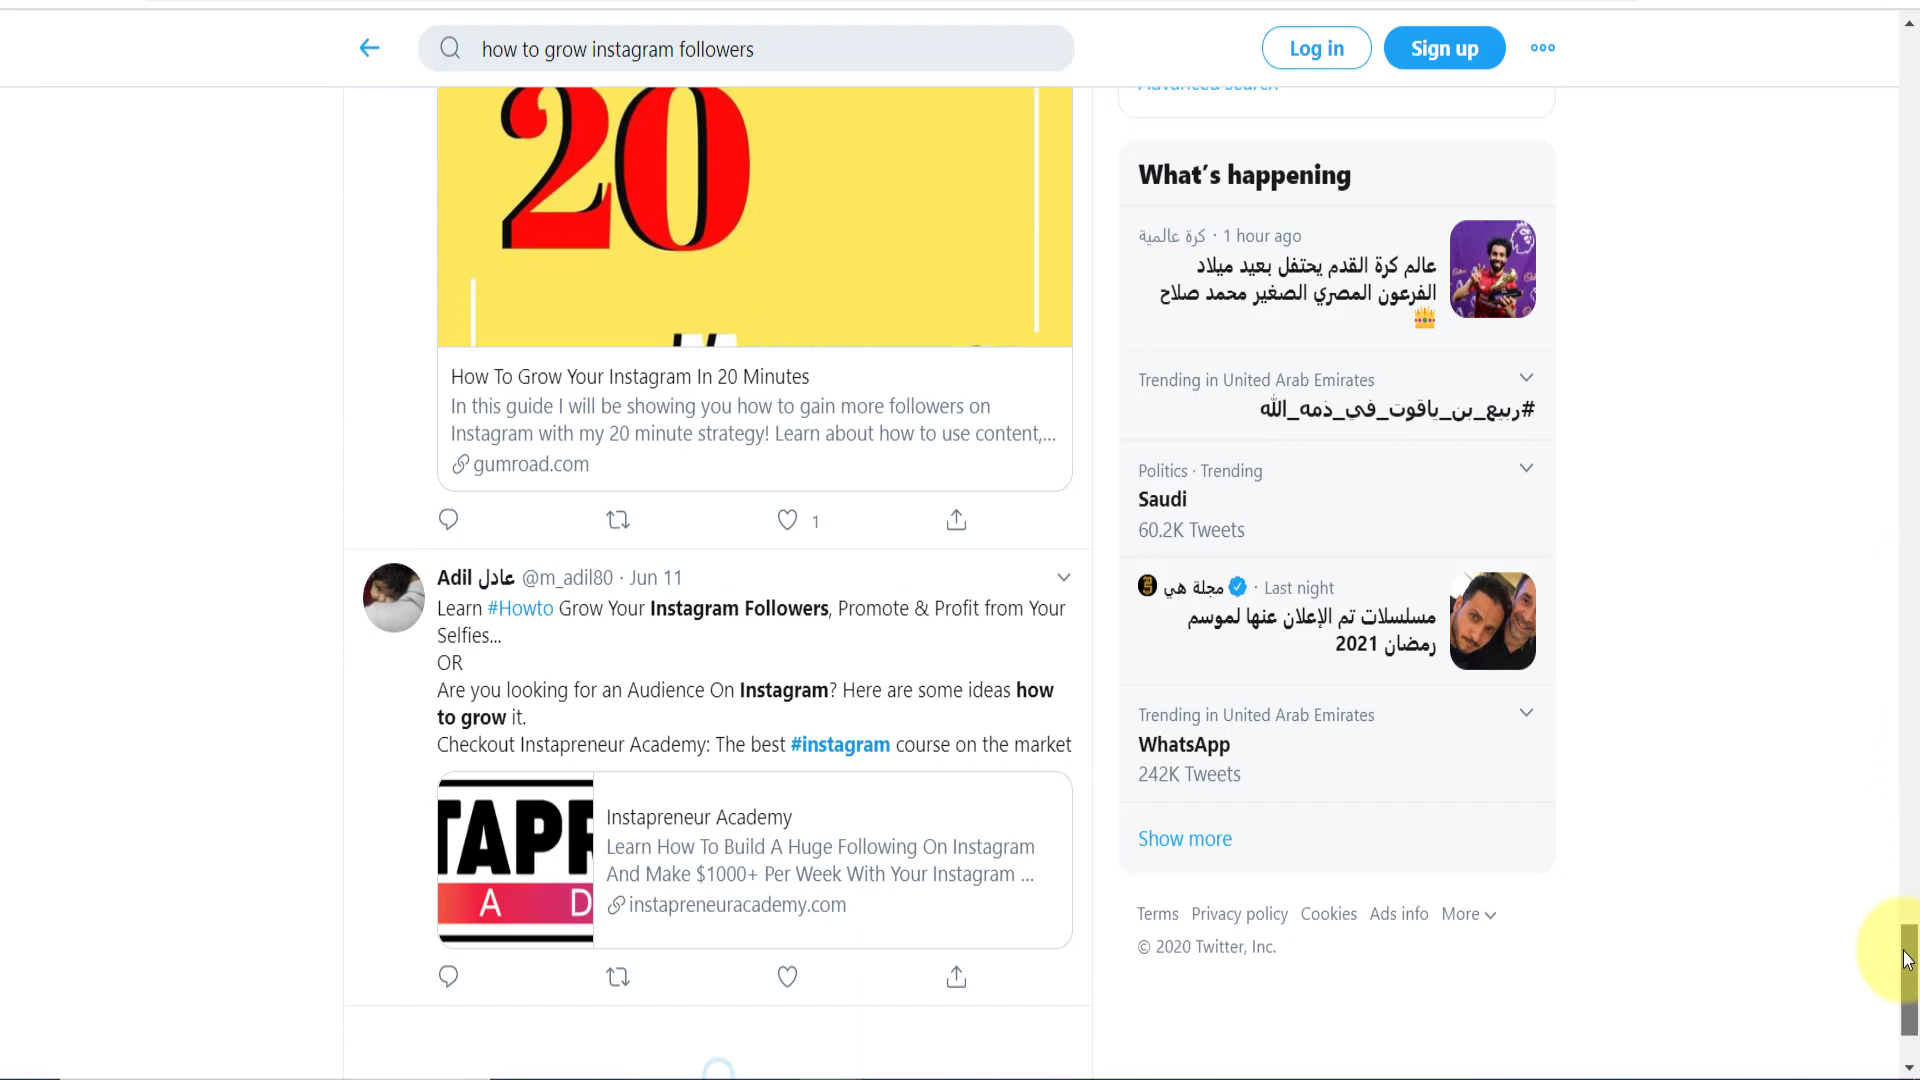 how to grow instagram followers
Log in
Sign up
20
How To Grow Your Instagram In 20 Minutes
In this guide I will be showing you how to gain more followers on
Instagram with my 20 minute strategy! Learn about how to use content,...
gumroad.com
1
Adil عادل @m_adil80 · Jun 11
Learn #Howto Grow Your Instagram Followers, Promote & Profit from Your
Selfies...
OR
Are you looking for an Audience On Instagram? Here are some ideas how
to grow it.
Checkout Instapreneur Academy: The best #instagram course on the market
TAPR
A D
Instapreneur Academy
Learn How To Build A Huge Following On Instagram
And Make $1000+ Per Week With Your Instagram ...
instapreneuracademy.com
Advanced search
What's happening
كرة عالمية · 1 hour ago
عالم كرة القدم يحتفل بعيد ميلاد
الفرعون المصري الصغير محمد صلاح
Trending in United Arab Emirates
#ربيع_بن_ياقوت_في_ذمه_الله
Politics · Trending
Saudi
60.2K Tweets
مجلة هي · Last night
مسلسلات تم الإعلان عنها لموسم
رمضان 2021
Trending in United Arab Emirates
WhatsApp
242K Tweets
Show more
Terms Privacy policy Cookies Ads info More
© 2020 Twitter, Inc.